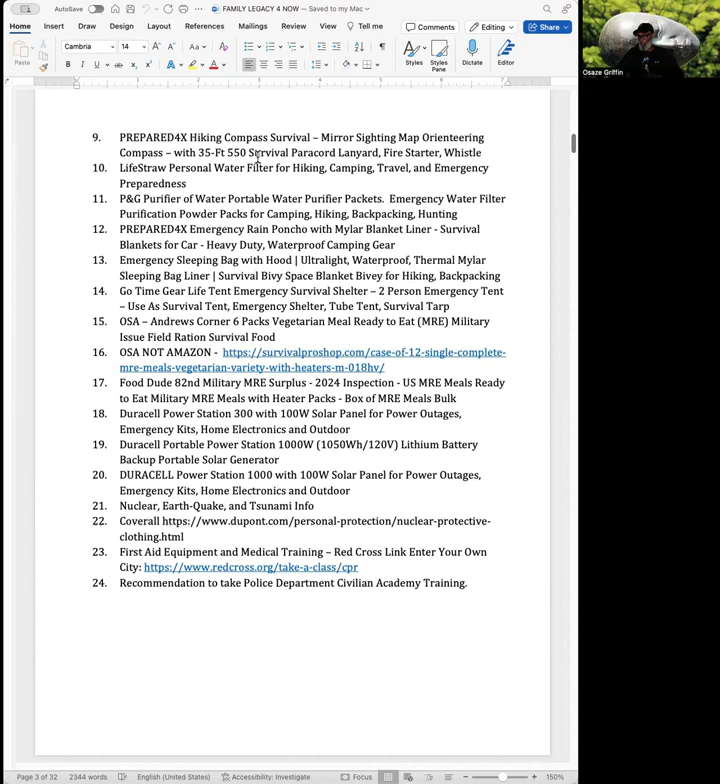 AutoSave
FAMILY LEGACY 4 NOW — Saved to my Mac
Home Insert Draw Design Layout References Mailings Review View Tell me
Comments Editing Share
Paste Cambria 14 Styles Styles Pane Dictate Editor
9. PREPARED4X Hiking Compass Survival – Mirror Sighting Map Orienteering
Compass – with 35-Ft 550 Survival Paracord Lanyard, Fire Starter, Whistle
10. LifeStraw Personal Water Filter for Hiking, Camping, Travel, and Emergency
Preparedness
11. P&G Purifier of Water Portable Water Purifier Packets. Emergency Water Filter
Purification Powder Packs for Camping, Hiking, Backpacking, Hunting
12. PREPARED4X Emergency Rain Poncho with Mylar Blanket Liner - Survival
Blankets for Car - Heavy Duty, Waterproof Camping Gear
13. Emergency Sleeping Bag with Hood | Ultralight, Waterproof, Thermal Mylar
Sleeping Bag Liner | Survival Bivy Space Blanket Bivey for Hiking, Backpacking
14. Go Time Gear Life Tent Emergency Survival Shelter – 2 Person Emergency Tent
– Use As Survival Tent, Emergency Shelter, Tube Tent, Survival Tarp
15. OSA – Andrews Corner 6 Packs Vegetarian Meal Ready to Eat (MRE) Military
Issue Field Ration Survival Food
16. OSA NOT AMAZON - https://survivalproshop.com/case-of-12-single-complete-
mre-meals-vegetarian-variety-with-heaters-m-018hv/
17. Food Dude 82nd Military MRE Surplus - 2024 Inspection - US MRE Meals Ready
to Eat Military MRE Meals with Heater Packs - Box of MRE Meals Bulk
18. Duracell Power Station 300 with 100W Solar Panel for Power Outages,
Emergency Kits, Home Electronics and Outdoor
19. Duracell Portable Power Station 1000W (1050Wh/120V) Lithium Battery
Backup Portable Solar Generator
20. DURACELL Power Station 1000 with 100W Solar Panel for Power Outages,
Emergency Kits, Home Electronics and Outdoor
21. Nuclear, Earth-Quake, and Tsunami Info
22. Coverall https://www.dupont.com/personal-protection/nuclear-protective-
clothing.html
23. First Aid Equipment and Medical Training – Red Cross Link Enter Your Own
City: https://www.redcross.org/take-a-class/cpr
24. Recommendation to take Police Department Civilian Academy Training.
Page 3 of 32 2344 words English (United States) Accessibility: Investigate Focus 150%
Osaze Griffin